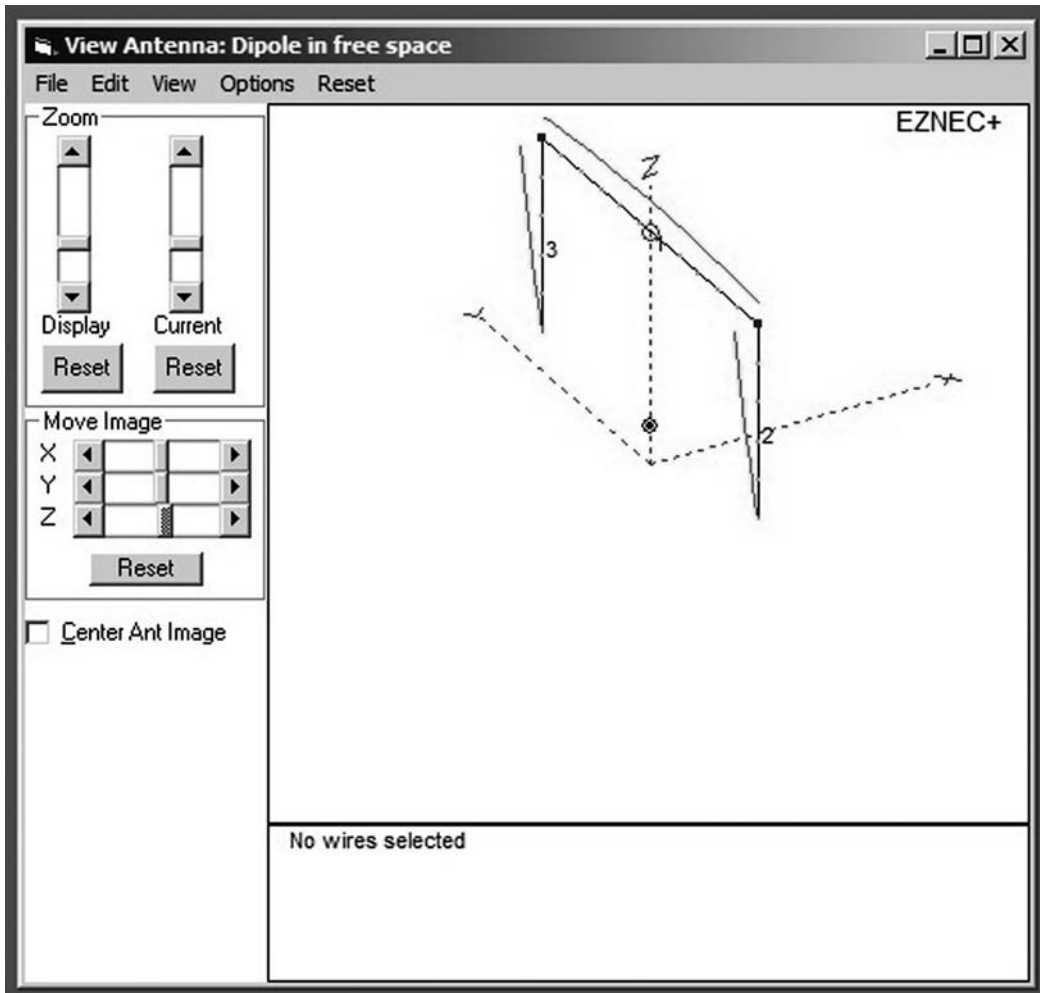 View Antenna: Dipole in free space
File Edit View Options Reset
Zoom
Display Current
Reset Reset
Move Image
X
Y
Z
Reset
Center Ant Image
EZNEC+
Z
1
3
Y
X
2
No wires selected